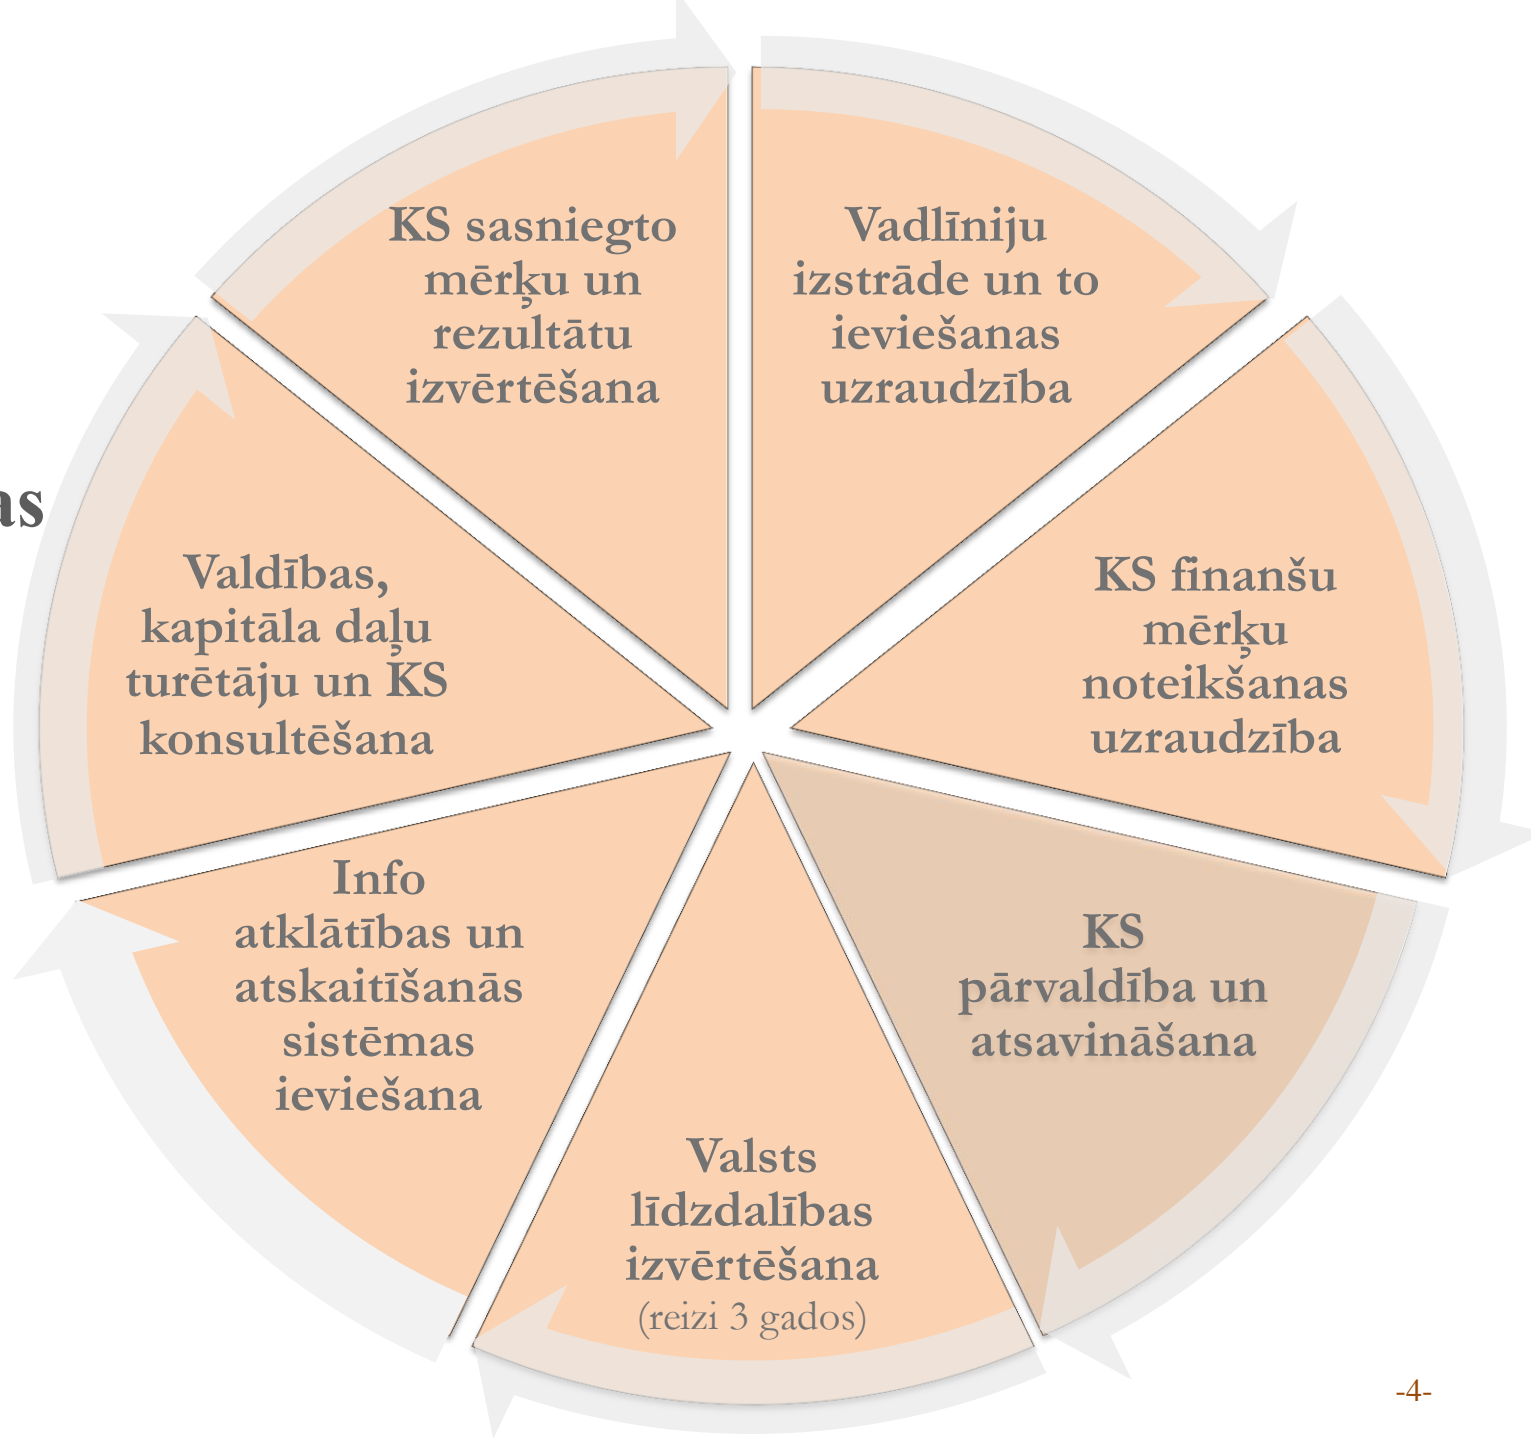 KS sasniegto
mērķu un
rezultātu
izvērtēšana
Vadlīniju
izstrāde un to
ieviešanas
uzraudzība
KS finanšu
mērķu
noteikšanas
uzraudzība
KS
pārvaldība un
atsavināšana
Valsts
līdzdalības
izvērtēšana
(reizi 3 gados)
Info
atklātības un
atskaitīšanās
sistēmas
ieviešana
Valdības,
kapitāla daļu
turētāju un KS
konsultēšana
as
-4-